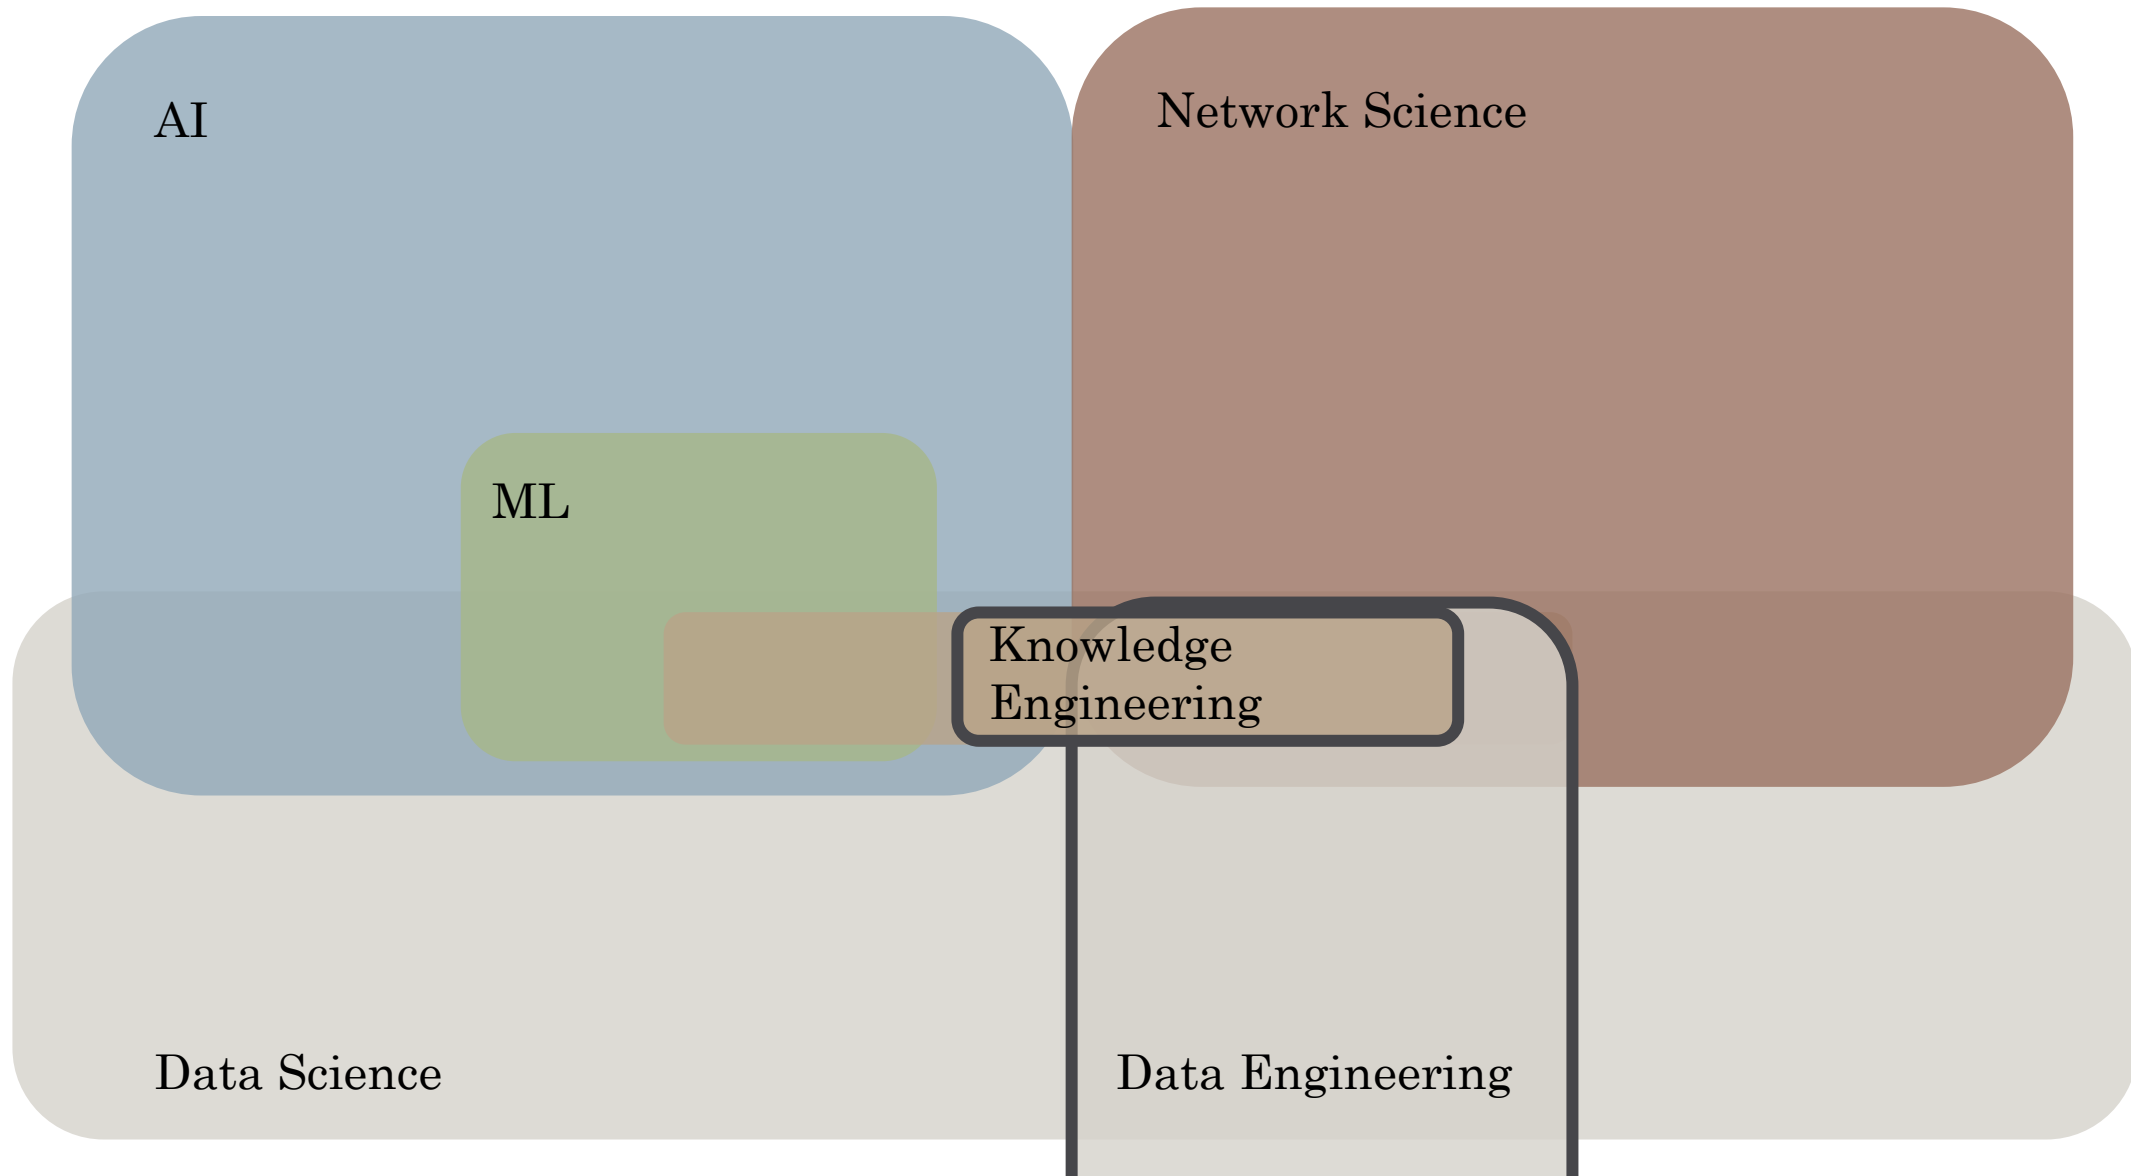 AI
Network Science
ML
Knowledge
Engineering
Data Science
Data Engineering